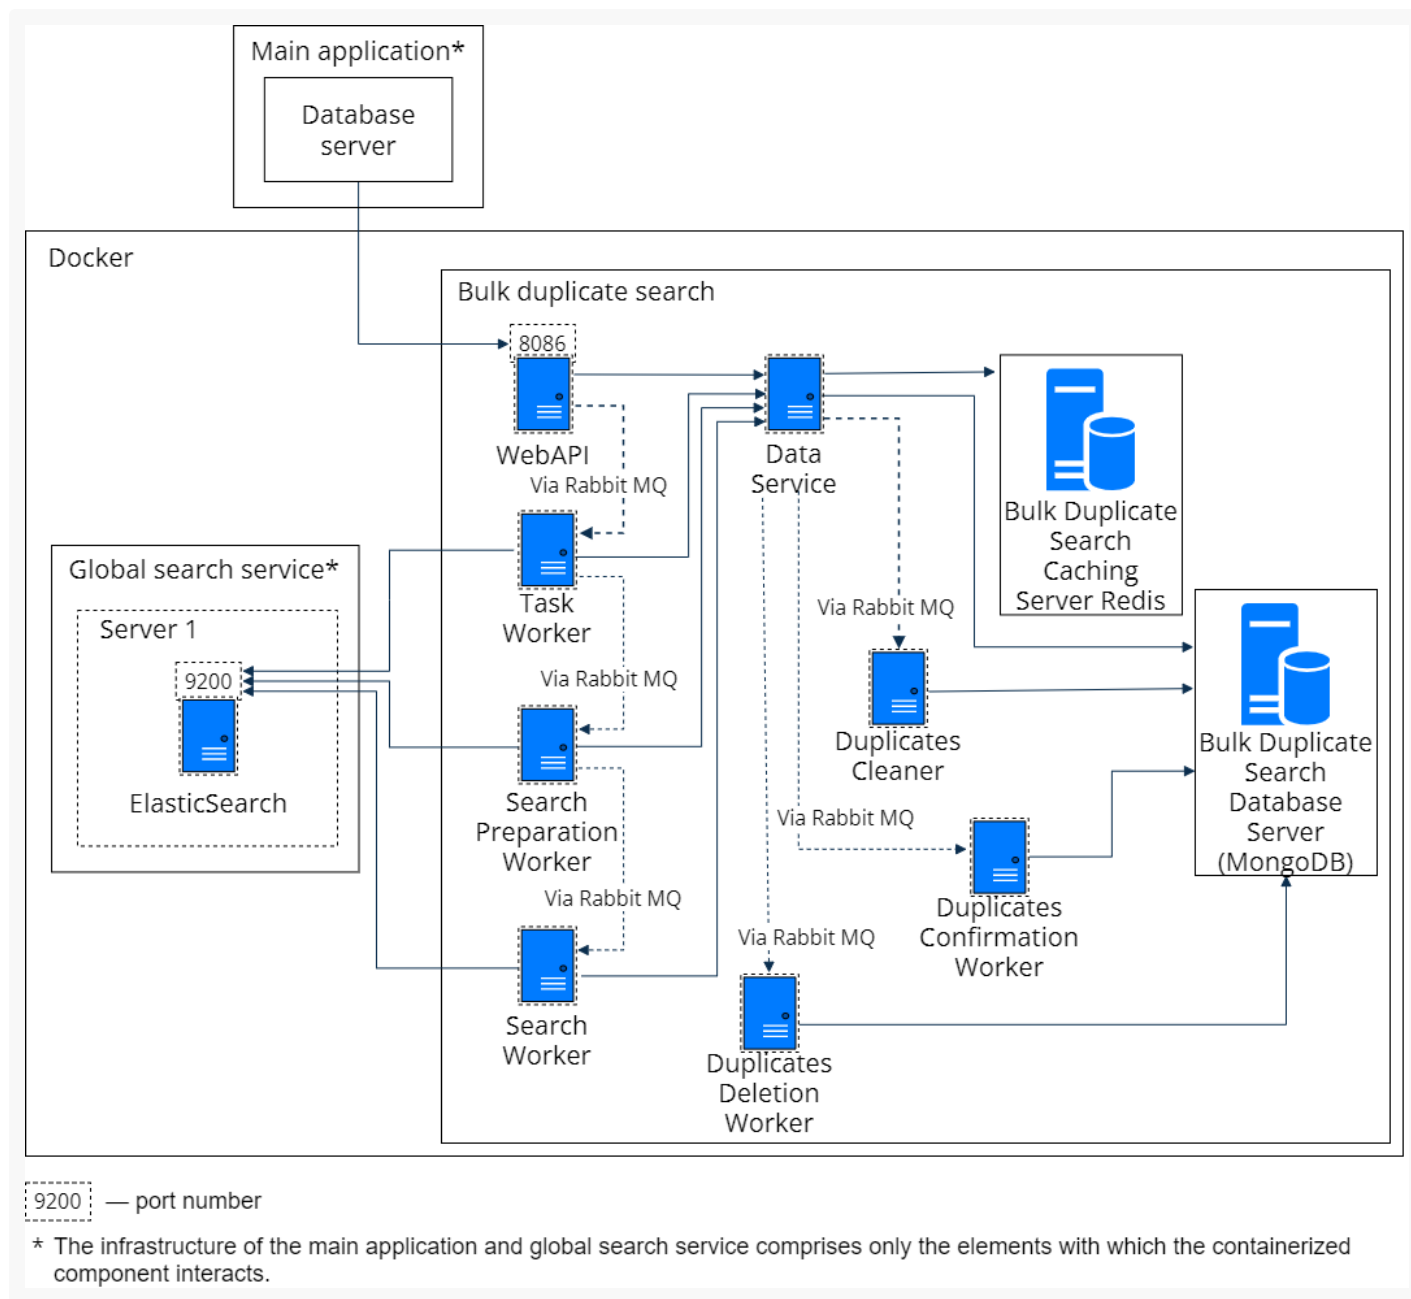 Main application*
Database
server
Docker
Bulk duplicate search
8086
WebAPI
Via Rabbit MQ
Data
Service
Bulk Duplicate
Search
Caching
Server Redis
Task
Worker
Global search service*
Server 1
9200
ElasticSearch
Via Rabbit MQ
Via Rabbit MQ
Search
Preparation
Worker
Duplicates
Cleaner
Bulk Duplicate
Search
Database
Server
(MongoDB)
Via Rabbit MQ
Via Rabbit MQ
Duplicates
Confirmation
Worker
Via Rabbit MQ
Search
Worker
Duplicates
Deletion
Worker
9200 — port number
* The infrastructure of the main application and global search service comprises only the elements with which the containerized
component interacts.